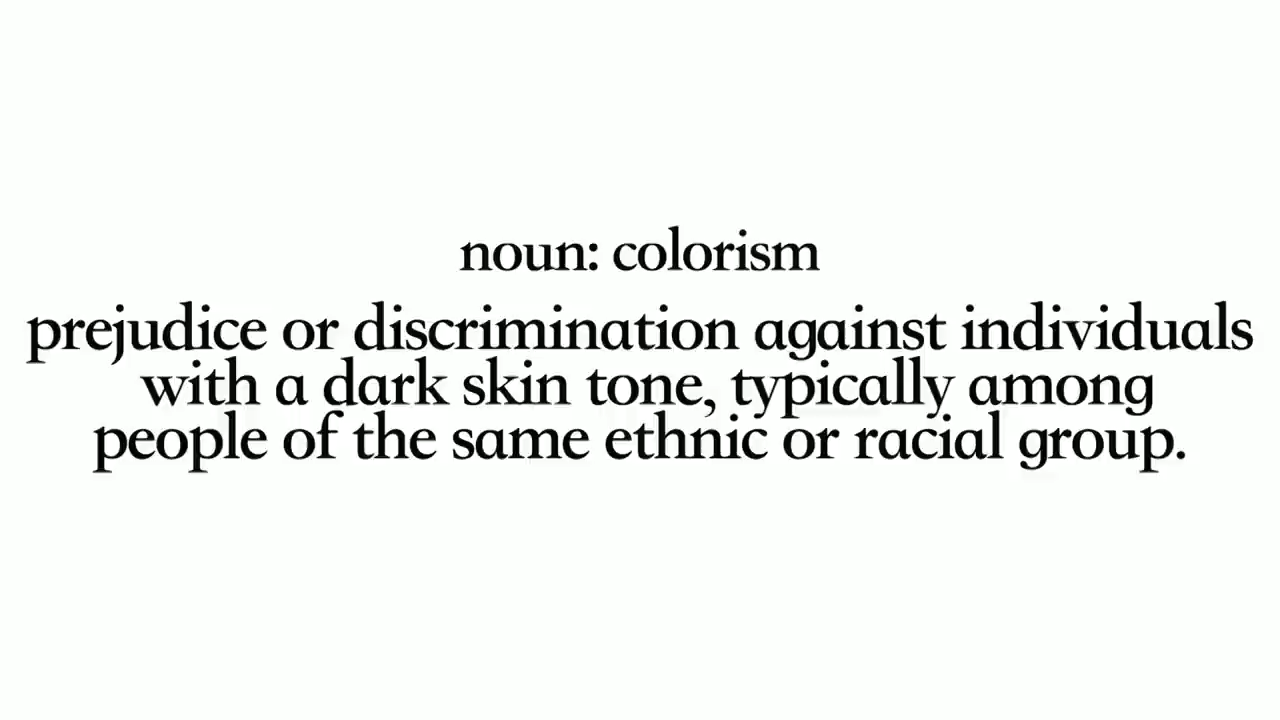 noun: colorism
prejudice or discrimination against individuals
with a dark skin tone, typically among
people of the same ethnic or racial group.